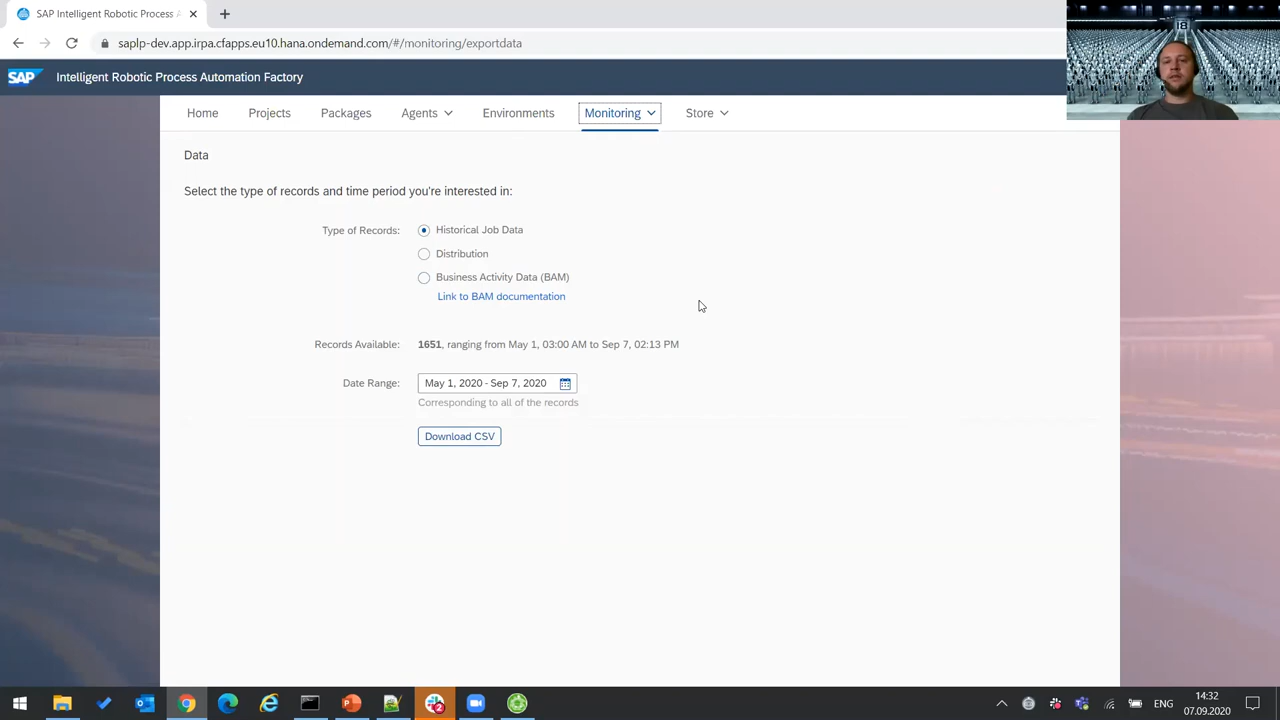 SAP Intelligent Robotic Process A
saplp-dev.app.irpa.cfapps.eu10.hana.ondemand.com/#/monitoring/exportdata
SAP Intelligent Robotic Process Automation Factory
Home Projects Packages Agents Environments Monitoring Store
Data
Select the type of records and time period you're interested in:
Type of Records: Historical Job Data
Distribution
Business Activity Data (BAM)
Link to BAM documentation
Records Available: 1651, ranging from May 1, 03:00 AM to Sep 7, 02:13 PM
Date Range: May 1, 2020 - Sep 7, 2020
Corresponding to all of the records
Download CSV
ENG
14:32
07.09.2020